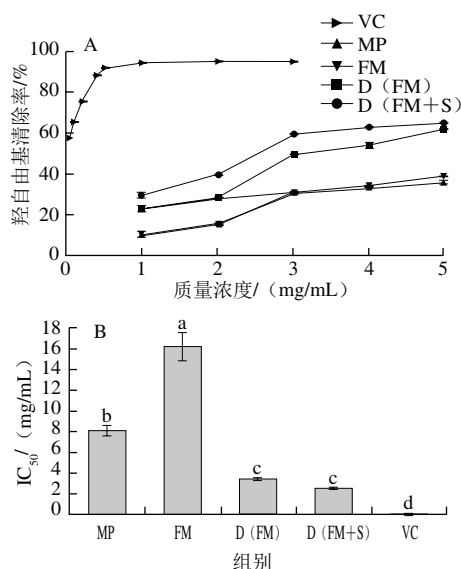 A
VC
MP
FM
D（FM）
D（FM＋S）
100
80
60
40
20
0
羟自由基清除率/%
0 1 2 3 4 5
质量浓度/（mg/mL）
B
18
16
14
12
10
8
6
4
2
0
IC50/（mg/mL）
b
a
c
c
d
MP FM D（FM） D（FM＋S） VC
组别